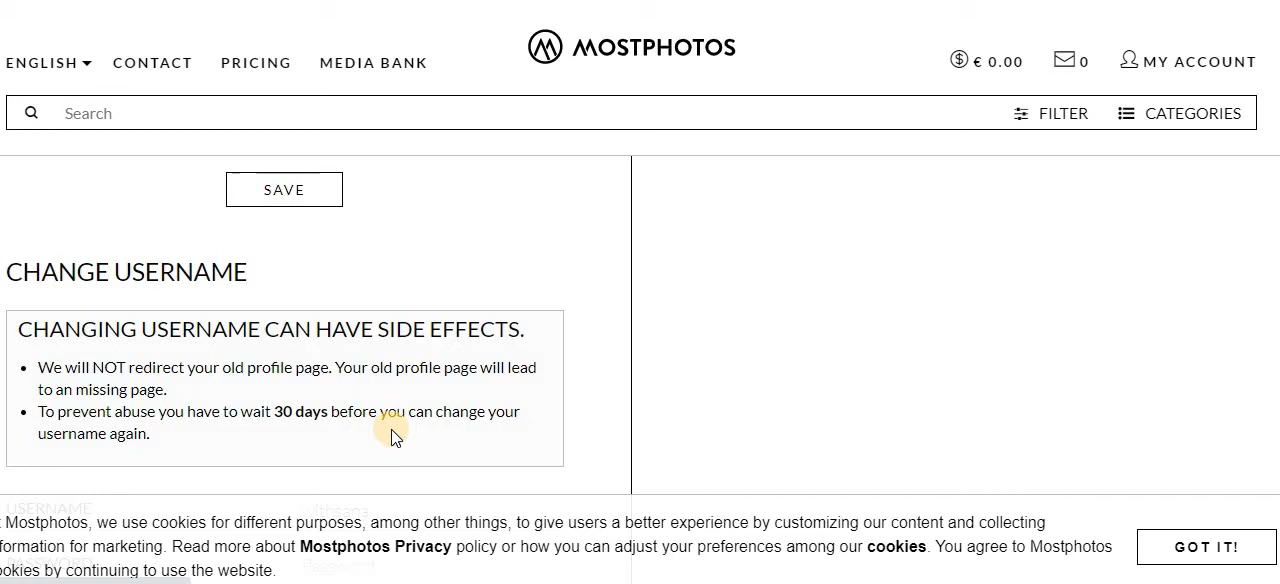 MOSTPHOTOS
ENGLISH CONTACT PRICING MEDIA BANK € 0.00 0 MY ACCOUNT
Search FILTER CATEGORIES
SAVE
CHANGE USERNAME
CHANGING USERNAME CAN HAVE SIDE EFFECTS.
We will NOT redirect your old profile page. Your old profile page will lead
to an missing page.
To prevent abuse you have to wait 30 days before you can change your
username again.
USERNAME withsana
Mostphotos, we use cookies for different purposes, among other things, to give users a better experience by customizing our content and collecting
formation for marketing. Read more about Mostphotos Privacy policy or how you can adjust your preferences among our cookies. You agree to Mostphotos
ookies by continuing to use the website.
GOT IT!